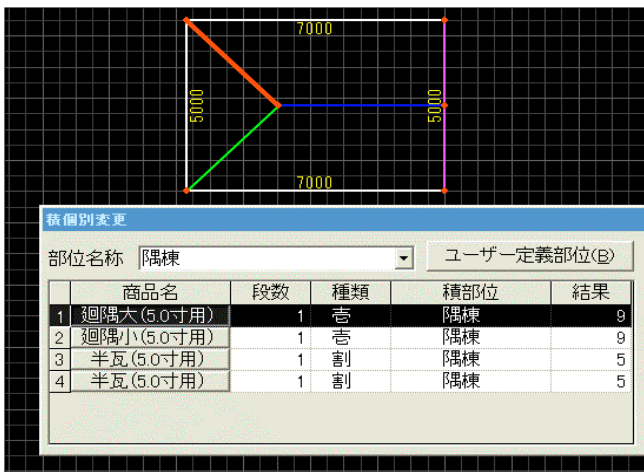 7000
5000
5000
7000
積個別変更
部位名称 隅棟 ユーザー定義部位(B)
商品名 段数 種類 積部位 結果
1 廻隅大(5.0寸用) 1 壱 隅棟 9
2 廻隅小(5.0寸用) 1 壱 隅棟 9
3 半瓦(5.0寸用) 1 割 隅棟 5
4 半瓦(5.0寸用) 1 割 隅棟 5